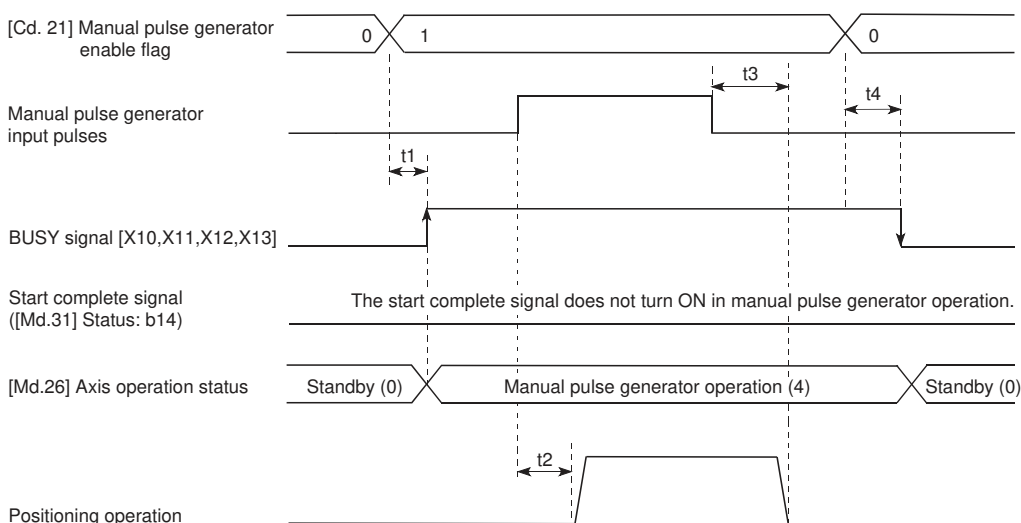 [Cd. 21] Manual pulse generator
enable flag
0
1
0
t3
t4
Manual pulse generator
input pulses
t1
BUSY signal [X10,X11,X12,X13]
Start complete signal
([Md.31] Status: b14)
The start complete signal does not turn ON in manual pulse generator operation.
[Md.26] Axis operation status
Standby (0)
Manual pulse generator operation (4)
Standby (0)
t2
Positioning operation